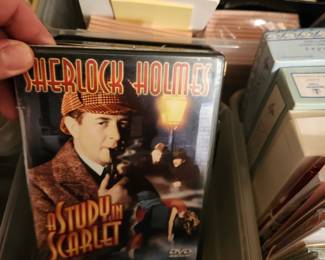 SHERLOCK HOLMES
A STUDY IN
SCARLET
DVD